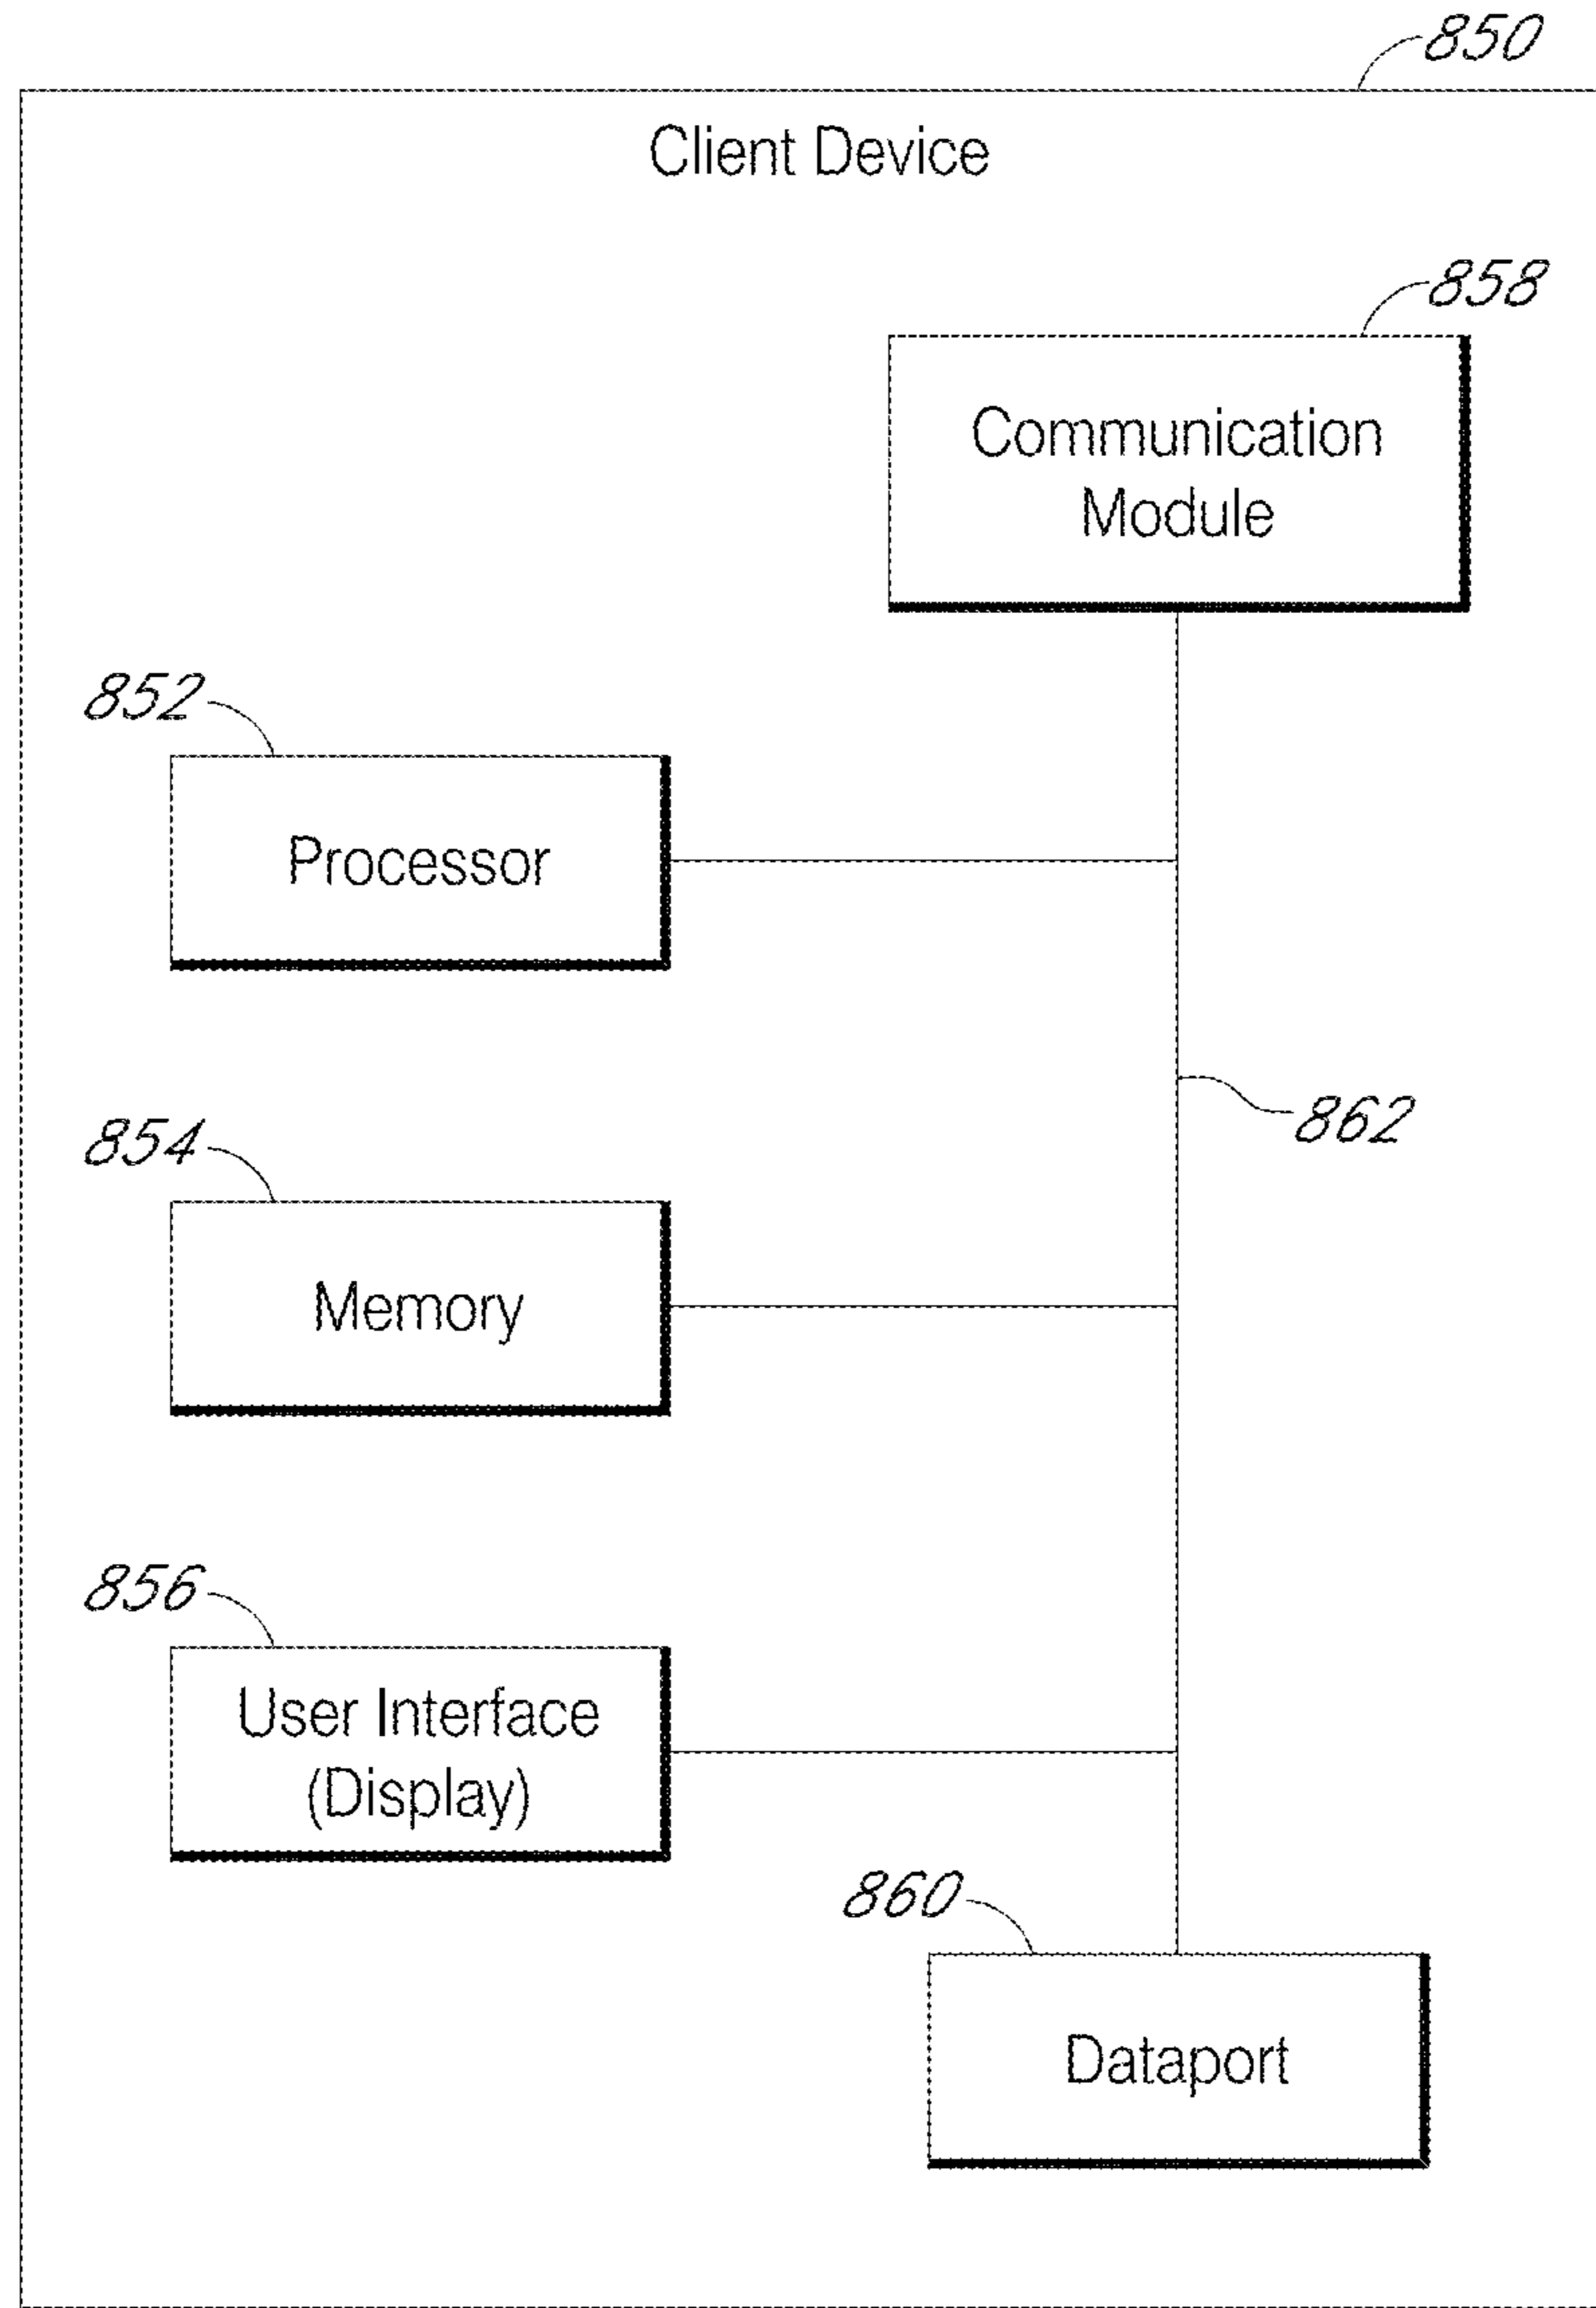 850
Client Device
858
Communication
Module
852
Processor
862
854
Memory
856
User Interface
(Display)
860
Dataport